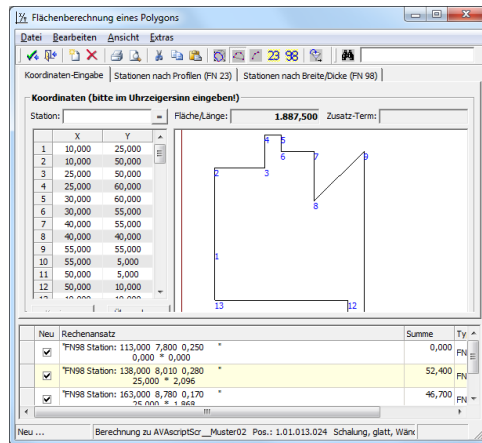 Flächenberechnung eines Polygons
Datei Bearbeiten Ansicht Extras
23 98
Koordinaten-Eingabe Stationen nach Profilen (FN 23) Stationen nach Breite/Dicke (FN 98)
Koordinaten (bitte im Uhrzeigersinn eingeben!)
Station: = Fläche/Länge: 1.887,500 Zusatz-Term:
X Y
1 10,000 25,000
2 10,000 50,000
3 25,000 50,000
4 25,000 60,000
5 30,000 60,000
6 30,000 55,000
7 40,000 55,000
8 40,000 40,000
9 55,000 55,000
10 55,000 5,000
11 50,000 5,000
12 50,000 10,000
4 5
6 7 9
2 3
8
1
13 12
Neu Rechenansatz Summe Ty
"FN98 Station: 113,000 7,800 0,250 " 0,000 FN
0,000 * 0,000
"FN98 Station: 138,000 8,010 0,280 " 52,400 FN
25,000 * 2,096
"FN98 Station: 163,000 8,780 0,170 " 46,700 FN
25,000 * 1,868
Neu ... Berechnung zu AVAscriptScr__Muster02 Pos.: 1.01.013.024 Schalung, glatt,